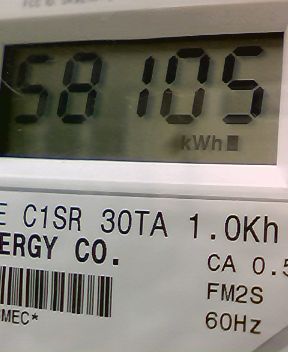 58105
kWh
E C1SR 30TA 1.0Kh
ERGY CO.
CA 0.5
FM2S
MEC*
60Hz